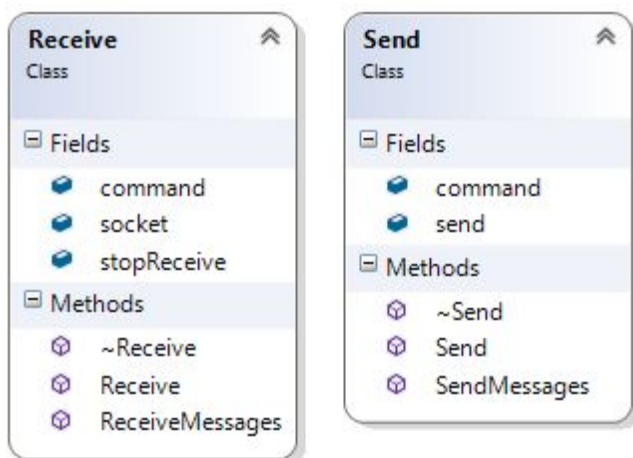 Receive
Class
Fields
command
socket
stopReceive
Methods
~Receive
Receive
ReceiveMessages
Send
Class
Fields
command
send
Methods
~Send
Send
SendMessages